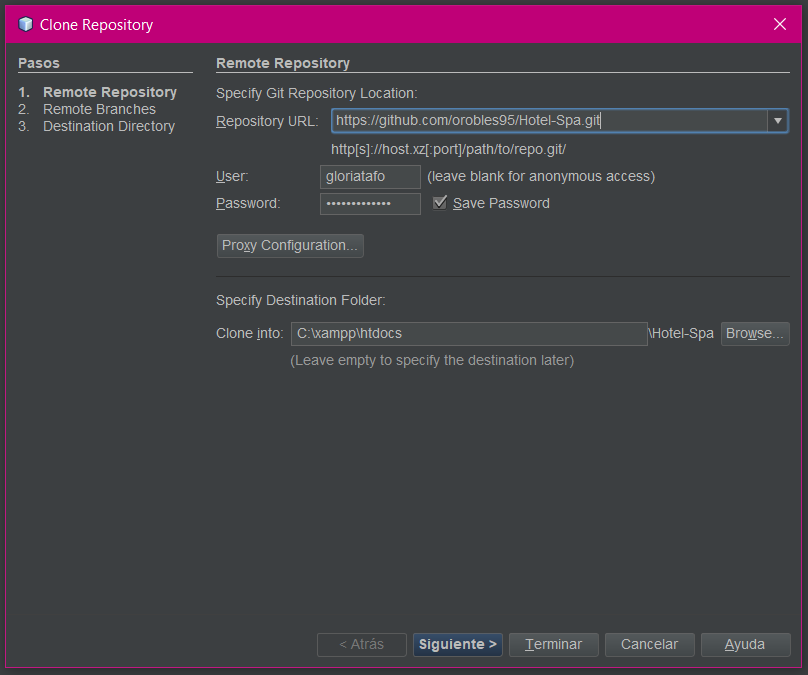 Clone Repository
Pasos
1. Remote Repository
2. Remote Branches
3. Destination Directory
Remote Repository
Specify Git Repository Location:
Repository URL: https://github.com/orobles95/Hotel-Spa.git
http[s]://host.xz[:port]/path/to/repo.git/
User: gloriatafo (leave blank for anonymous access)
Password: ••••••••••••• Save Password
Proxy Configuration...
Specify Destination Folder:
Clone into: C:\xampp\htdocs \Hotel-Spa Browse...
(Leave empty to specify the destination later)
< Atrás Siguiente > Terminar Cancelar Ayuda